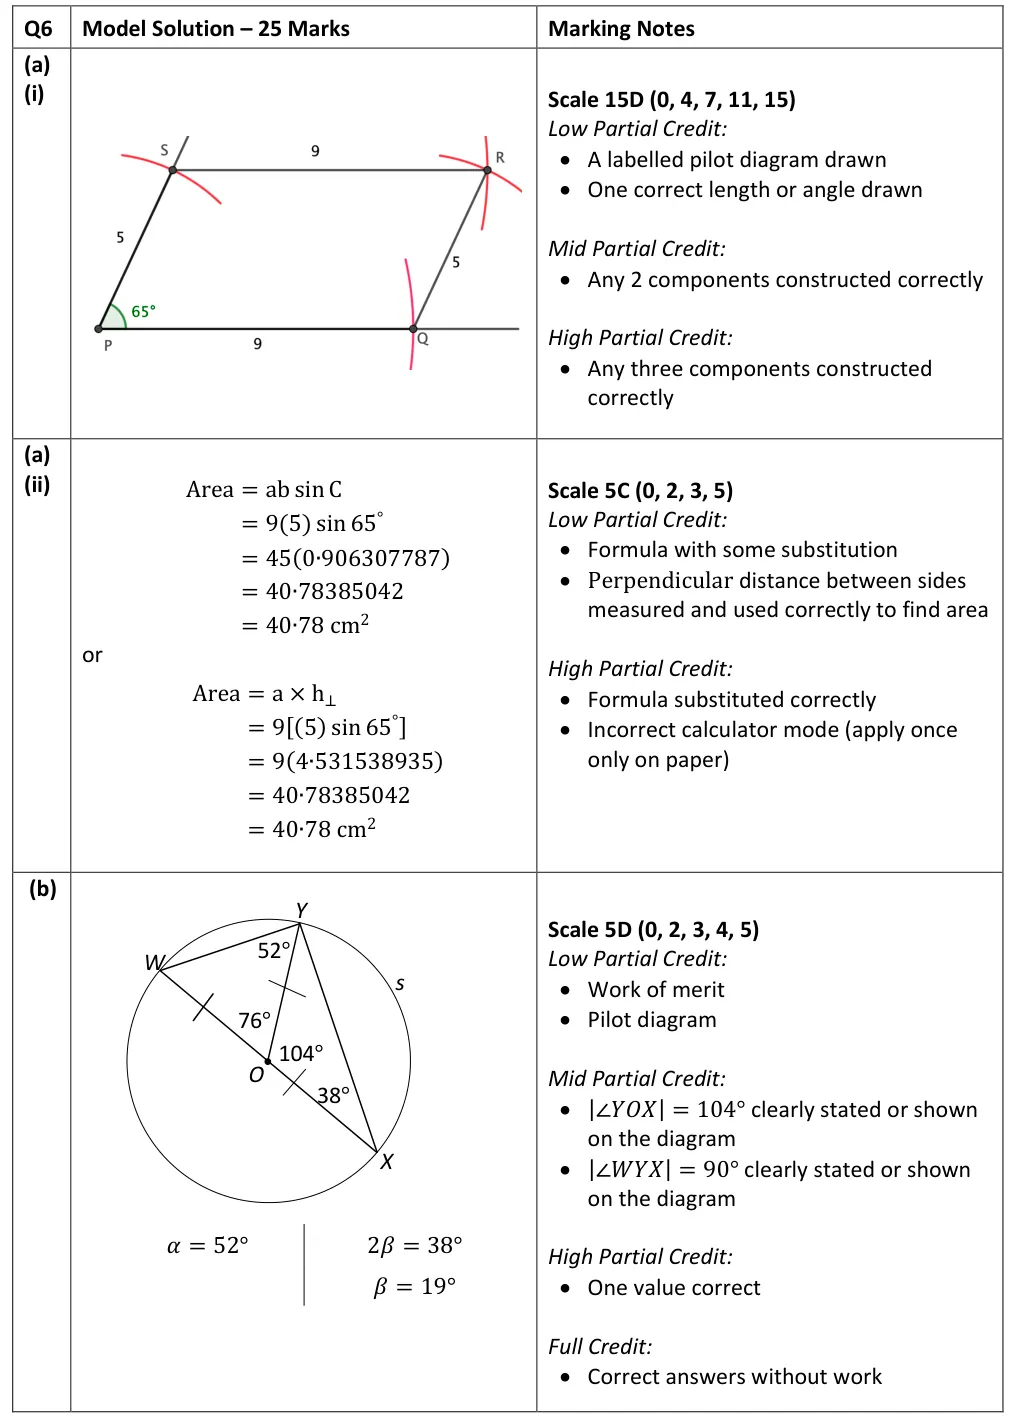 Q6 Model Solution – 25 Marks Marking Notes
(a)
(i)
S
9
R
5
5
65°
P
9
Q
Scale 15D (0, 4, 7, 11, 15)
Low Partial Credit:
• A labelled pilot diagram drawn
• One correct length or angle drawn
Mid Partial Credit:
• Any 2 components constructed correctly
High Partial Credit:
• Any three components constructed
correctly
(a)
(ii)
Area = ab sin C
= 9(5) sin 65°
= 45(0·906307787)
= 40·78385042
= 40·78 cm²
or
Area = a × h⊥
= 9[(5) sin 65°]
= 9(4·531538935)
= 40·78385042
= 40·78 cm²
Scale 5C (0, 2, 3, 5)
Low Partial Credit:
• Formula with some substitution
• Perpendicular distance between sides
measured and used correctly to find area
High Partial Credit:
• Formula substituted correctly
• Incorrect calculator mode (apply once
only on paper)
(b)
Y
52°
W
s
76°
104°
O
38°
X
α = 52°
2β = 38°
β = 19°
Scale 5D (0, 2, 3, 4, 5)
Low Partial Credit:
• Work of merit
• Pilot diagram
Mid Partial Credit:
• |∠YOX| = 104° clearly stated or shown
on the diagram
• |∠WYX| = 90° clearly stated or shown
on the diagram
High Partial Credit:
• One value correct
Full Credit:
• Correct answers without work